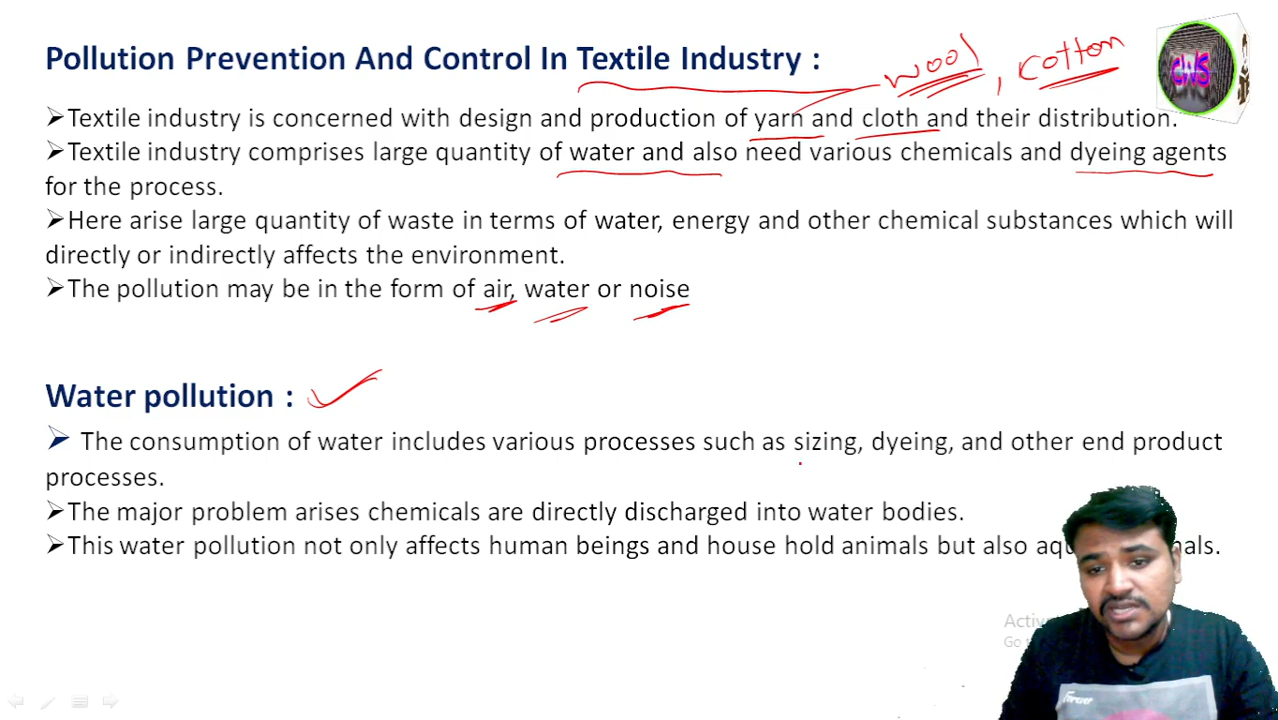 Pollution Prevention And Control In Textile Industry :
wool, cotton
CWS
➢Textile industry is concerned with design and production of yarn and cloth and their distribution.
➢Textile industry comprises large quantity of water and also need various chemicals and dyeing agents
for the process.
➢Here arise large quantity of waste in terms of water, energy and other chemical substances which will
directly or indirectly affects the environment.
➢The pollution may be in the form of air, water or noise
Water pollution :
➢ The consumption of water includes various processes such as sizing, dyeing, and other end product
processes.
➢The major problem arises chemicals are directly discharged into water bodies.
➢This water pollution not only affects human beings and house hold animals but also
Forever